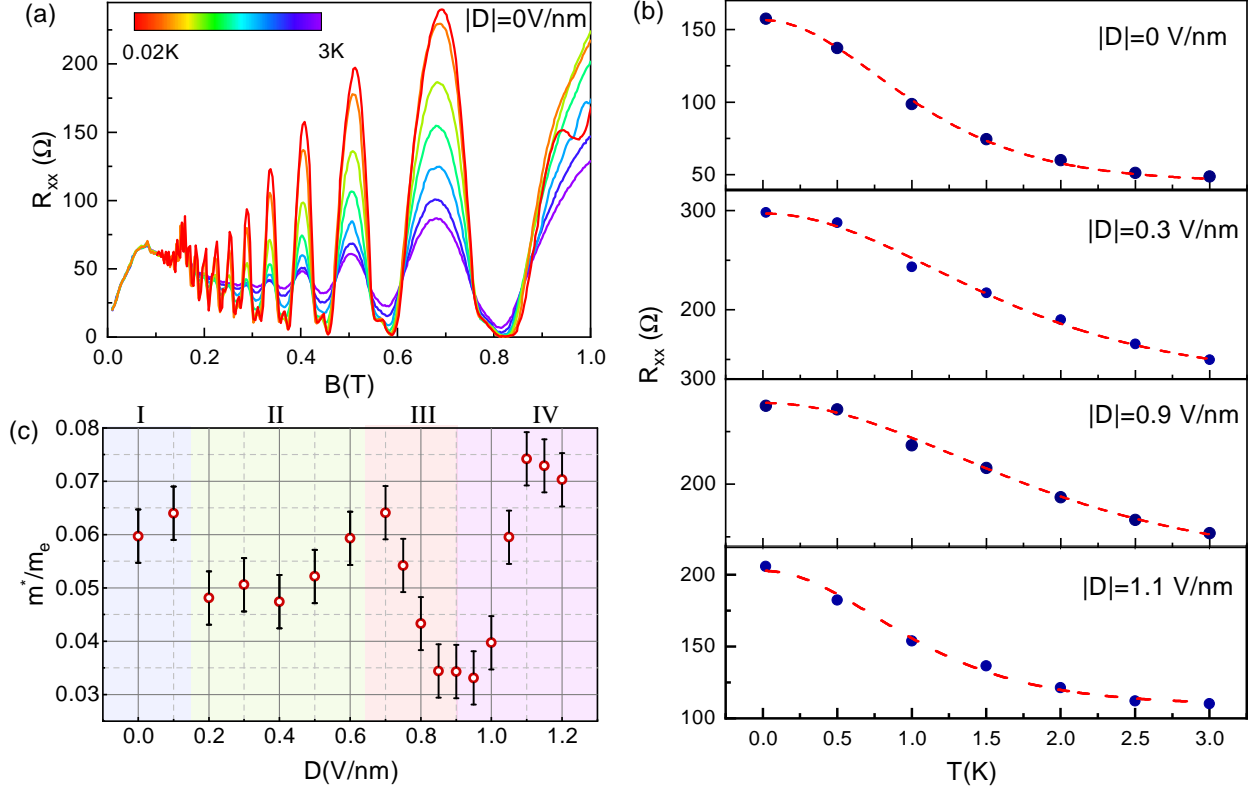 (a)
|D|=0V/nm
0.02K
3K
200
150
100
50
0
0.0
0.2
0.4
0.6
0.8
1.0
R_xx (Ω)
B(T)
(b)
|D|=0 V/nm
150
100
50
|D|=0.3 V/nm
300
200
300
|D|=0.9 V/nm
200
|D|=1.1 V/nm
200
150
100
0.0
0.5
1.0
1.5
2.0
2.5
3.0
R_xx (Ω)
T(K)
(c)
I
II
III
IV
0.08
0.07
0.06
0.05
0.04
0.03
0.0
0.2
0.4
0.6
0.8
1.0
1.2
m*/m_e
D(V/nm)